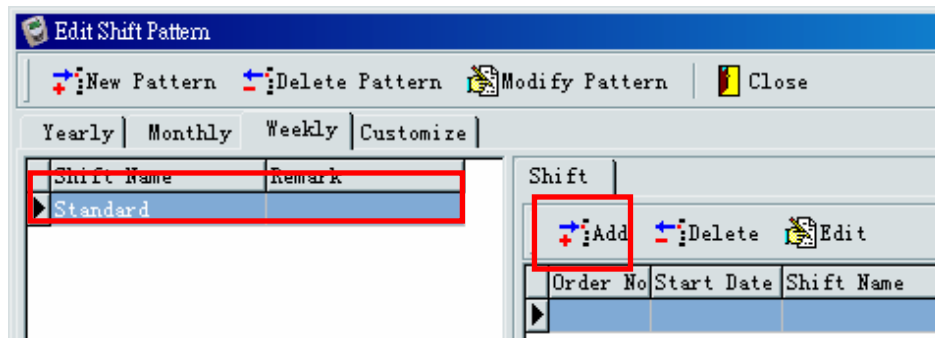 Edit Shift Pattern
New Pattern Delete Pattern Modify Pattern Close
Yearly Monthly Weekly Customize
Shift Name Remark
Standard
Shift
Add Delete Edit
Order No Start Date Shift Name